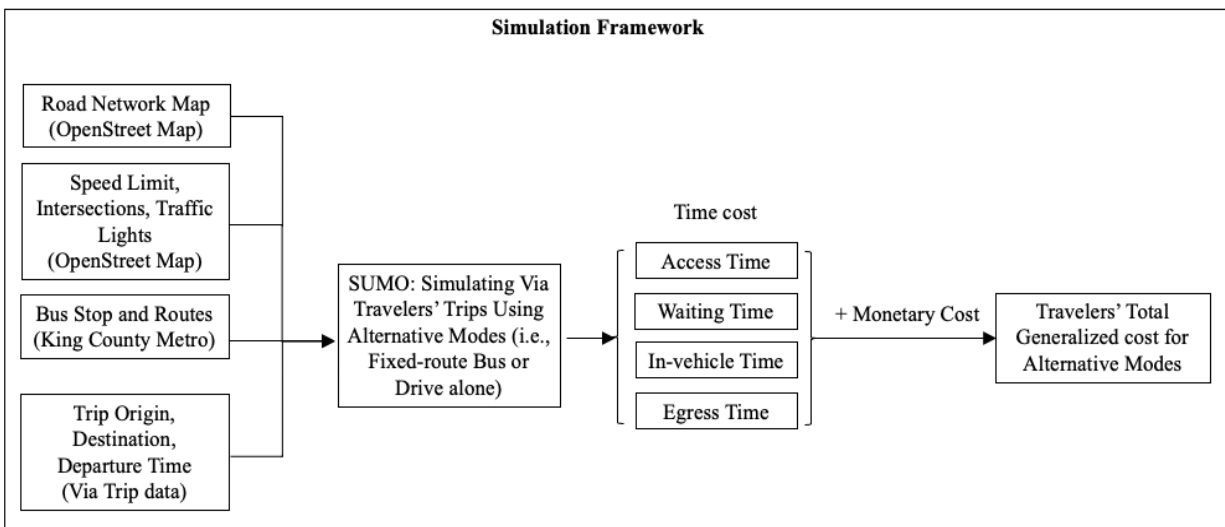 Simulation Framework
Road Network Map
(OpenStreet Map)
Speed Limit,
Intersections, Traffic
Lights
(OpenStreet Map)
Bus Stop and Routes
(King County Metro)
Trip Origin,
Destination,
Departure Time
(Via Trip data)
SUMO: Simulating Via
Travelers’ Trips Using
Alternative Modes (i.e.,
Fixed-route Bus or
Drive alone)
Time cost
Access Time
Waiting Time
In-vehicle Time
Egress Time
+ Monetary Cost
Travelers’ Total
Generalized cost for
Alternative Modes